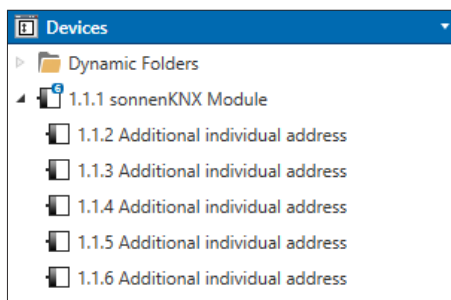 Devices
Dynamic Folders
6
1.1.1 sonnenKNX Module
1.1.2 Additional individual address
1.1.3 Additional individual address
1.1.4 Additional individual address
1.1.5 Additional individual address
1.1.6 Additional individual address